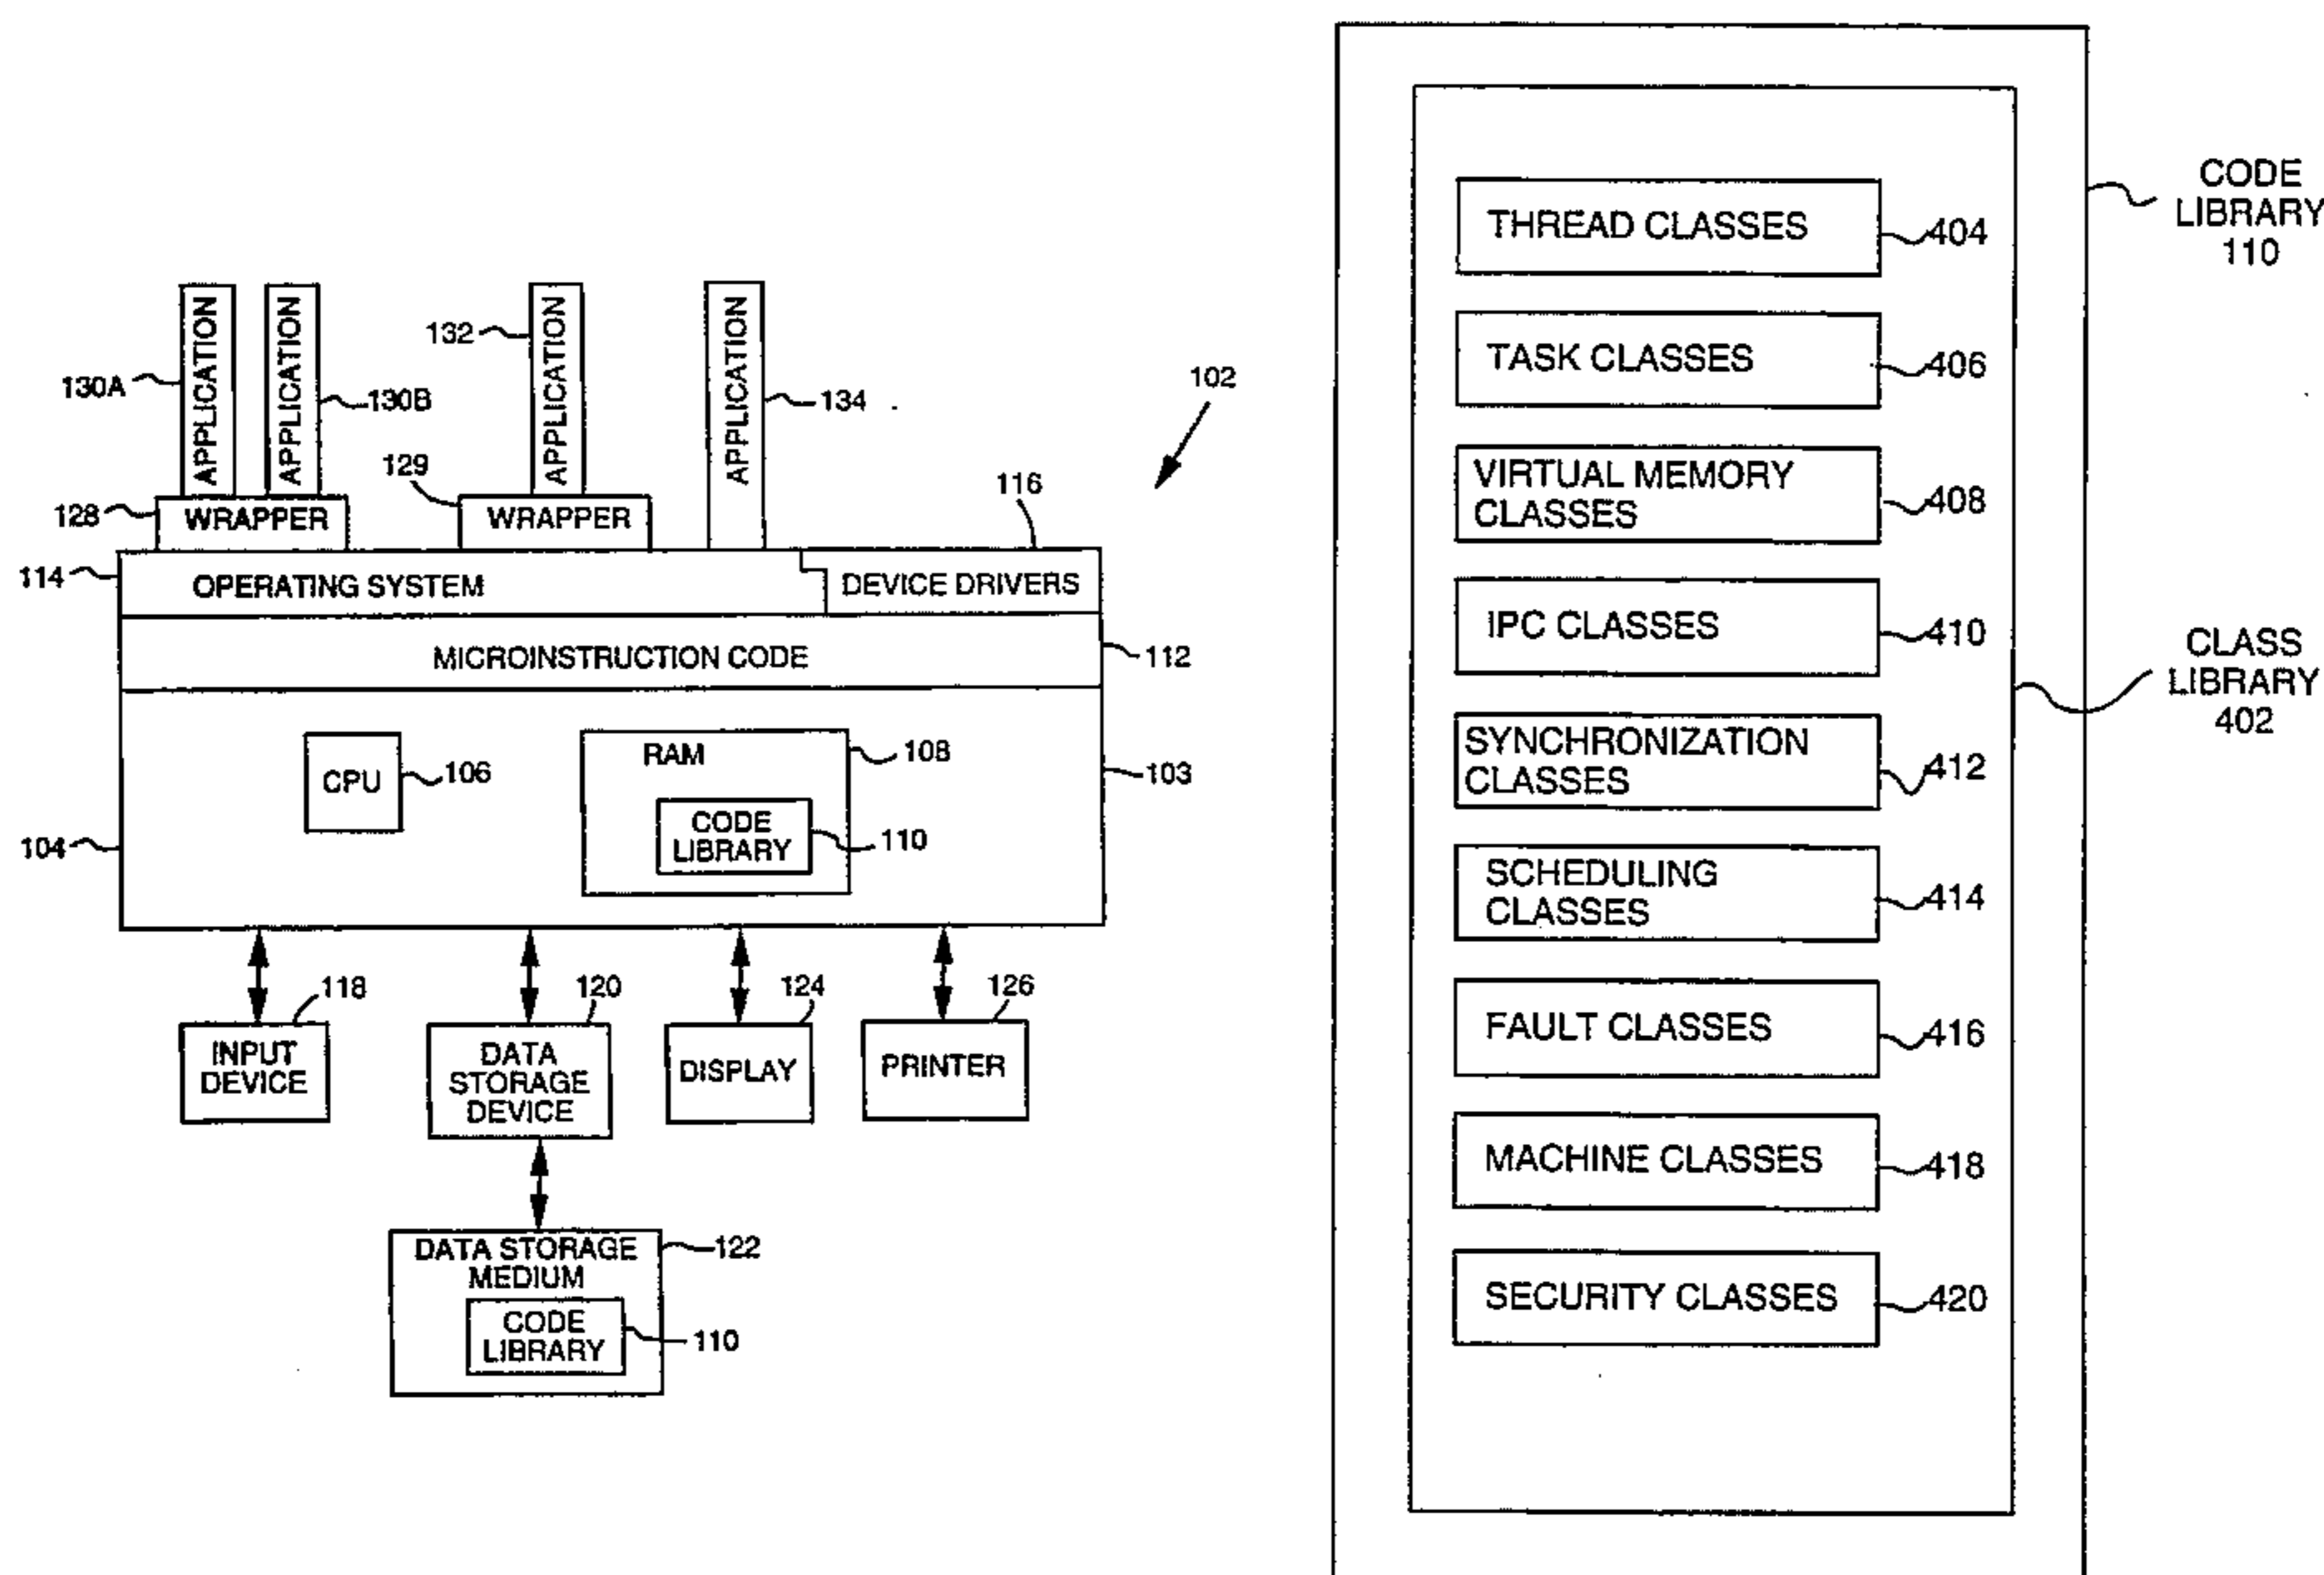 APPLICATION
APPLICATION
APPLICATION
APPLICATION
130A
130B
132
134
102
128
WRAPPER
129
WRAPPER
116
114
OPERATING SYSTEM
DEVICE DRIVERS
MICROINSTRUCTION CODE
112
CPU
106
RAM
108
103
CODE
LIBRARY
110
104
118
120
124
126
INPUT
DEVICE
DATA
STORAGE
DEVICE
DISPLAY
PRINTER
DATA STORAGE
MEDIUM
122
CODE
LIBRARY
110
CODE
LIBRARY
110
THREAD CLASSES
404
TASK CLASSES
406
VIRTUAL MEMORY
CLASSES
408
IPC CLASSES
410
CLASS
LIBRARY
402
SYNCHRONIZATION
CLASSES
412
SCHEDULING
CLASSES
414
FAULT CLASSES
416
MACHINE CLASSES
418
SECURITY CLASSES
420